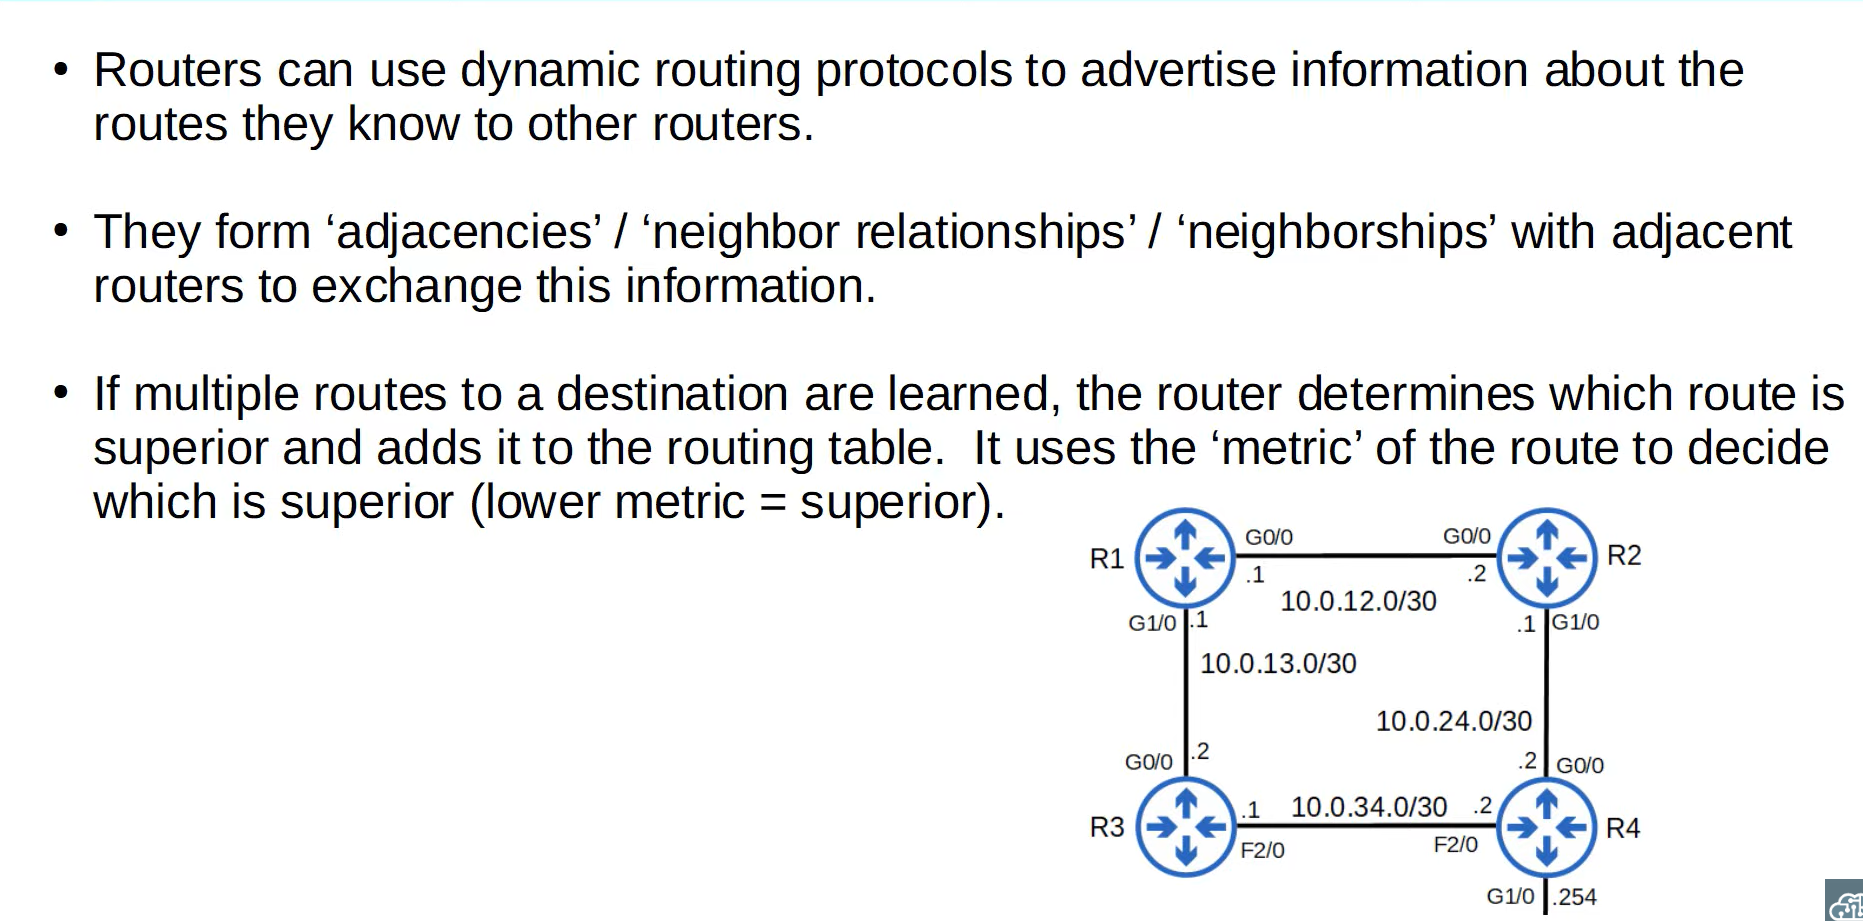 • Routers can use dynamic routing protocols to advertise information about the
routes they know to other routers.
• They form ‘adjacencies’ / ‘neighbor relationships’ / ‘neighborships’ with adjacent
routers to exchange this information.
• If multiple routes to a destination are learned, the router determines which route is
superior and adds it to the routing table.  It uses the ‘metric’ of the route to decide
which is superior (lower metric = superior).
G0/0 G0/0
R1 R2
.1 .2
10.0.12.0/30
G1/0 .1 .1 G1/0
10.0.13.0/30
10.0.24.0/30
G0/0 .2 .2 G0/0
.1 10.0.34.0/30 .2
R3 R4
F2/0 F2/0
G1/0 .254